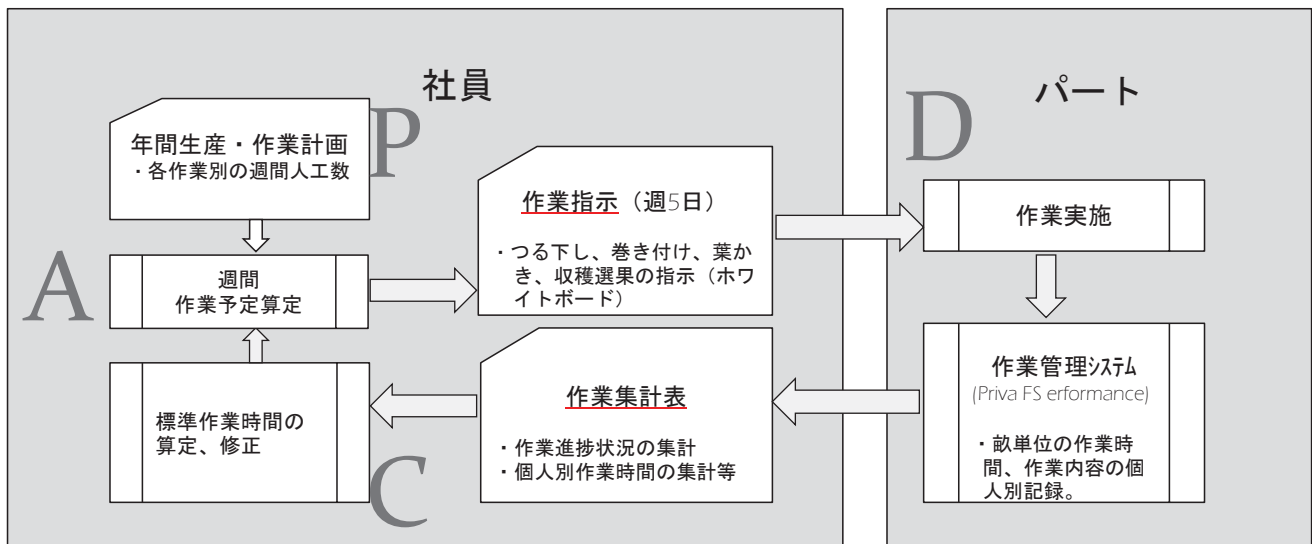 社員
P
年間生産・作業計画
・各作業別の週間人工数
A
週間
作業予定算定
作業指示（週5日）
・つる下し、巻き付け、葉か
き、収穫選果の指示（ホワ
イトボード）
標準作業時間の
算定、修正
C
作業集計表
・作業進捗状況の集計
・個人別作業時間の集計等
パート
D
作業実施
作業管理ｼｽﾃﾑ
(Priva FS erformance)
・畝単位の作業時
間、作業内容の個
人別記録。